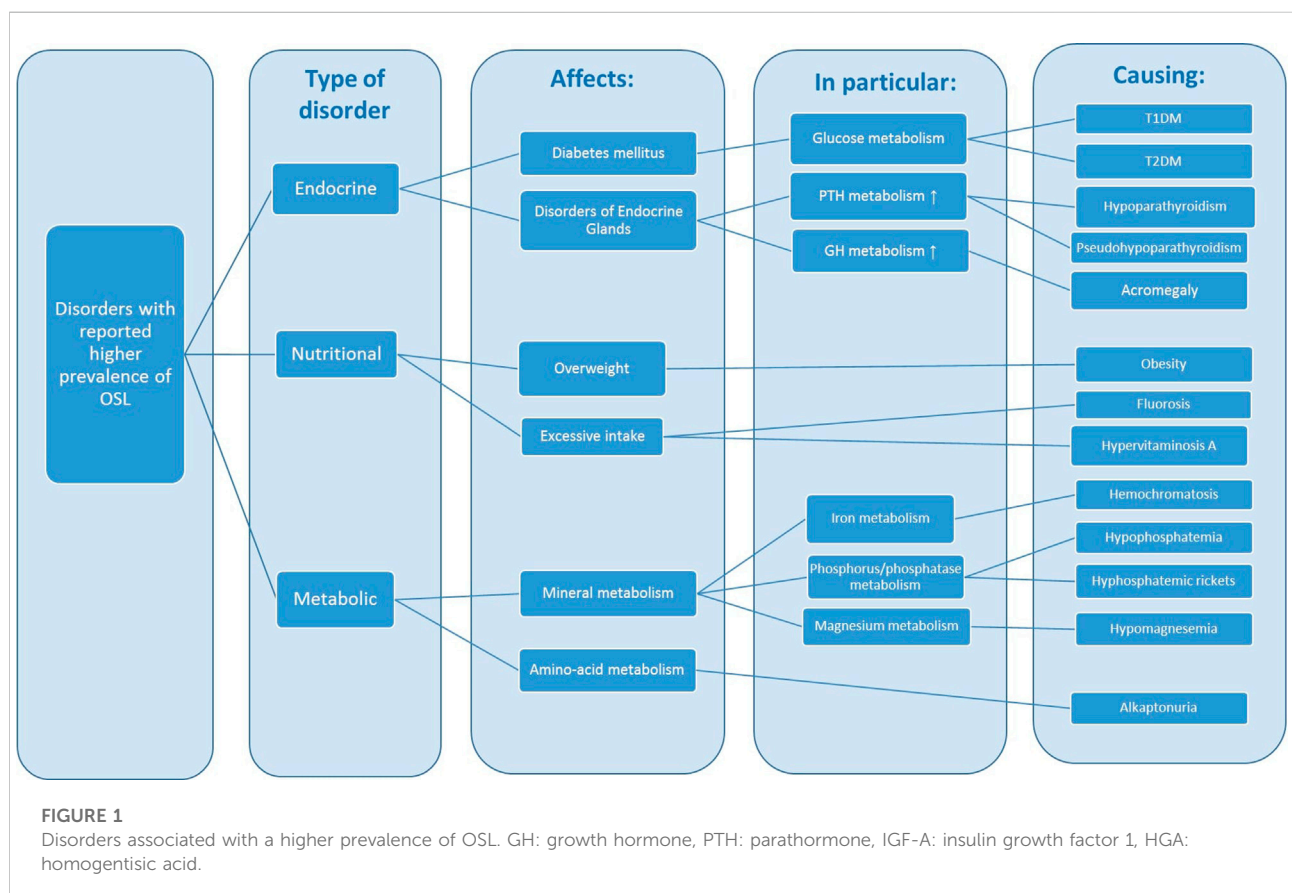 Disorders with
reported
higher
prevalence of
OSL
Type of
disorder
Endocrine
Nutritional
Metabolic
Affects:
Diabetes mellitus
Disorders of Endocrine
Glands
Overweight
Excessive intake
Mineral metabolism
Amino-acid metabolism
In particular:
Glucose metabolism
PTH metabolism ↑
GH metabolism ↑
Iron metabolism
Phosphorus/phosphatase
metabolism
Magnesium metabolism
Causing:
T1DM
T2DM
Hypoparathyroidism
Pseudohypoparathyroidism
Acromegaly
Obesity
Fluorosis
Hypervitaminosis A
Hemochromatosis
Hypophosphatemia
Hyphosphatemic rickets
Hypomagnesemia
Alkaptonuria
FIGURE 1
Disorders associated with a higher prevalence of OSL. GH: growth hormone, PTH: parathormone, IGF-A: insulin growth factor 1, HGA:
homogentisic acid.